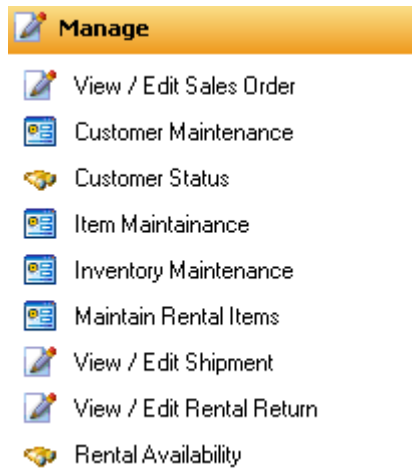 Manage
View / Edit Sales Order
Customer Maintenance
Customer Status
Item Maintainance
Inventory Maintenance
Maintain Rental Items
View / Edit Shipment
View / Edit Rental Return
Rental Availability